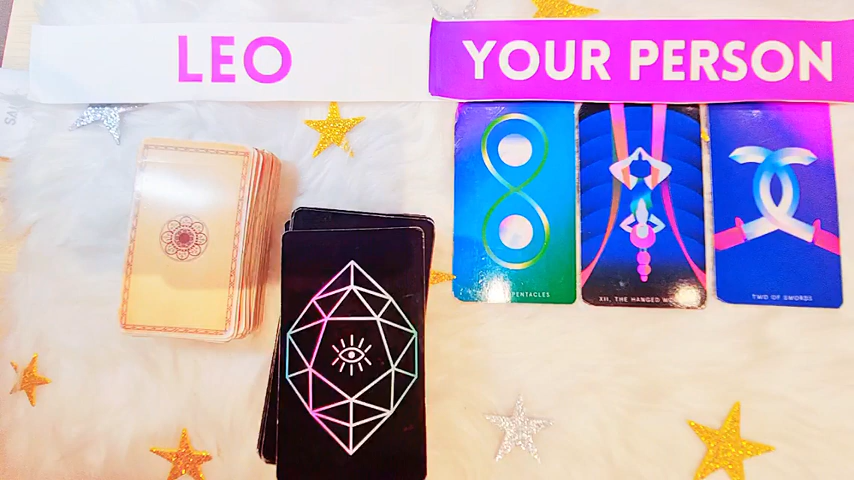 LEO
YOUR PERSON
PENTACLES
XII, THE HANGED
TWO OF SWORDS